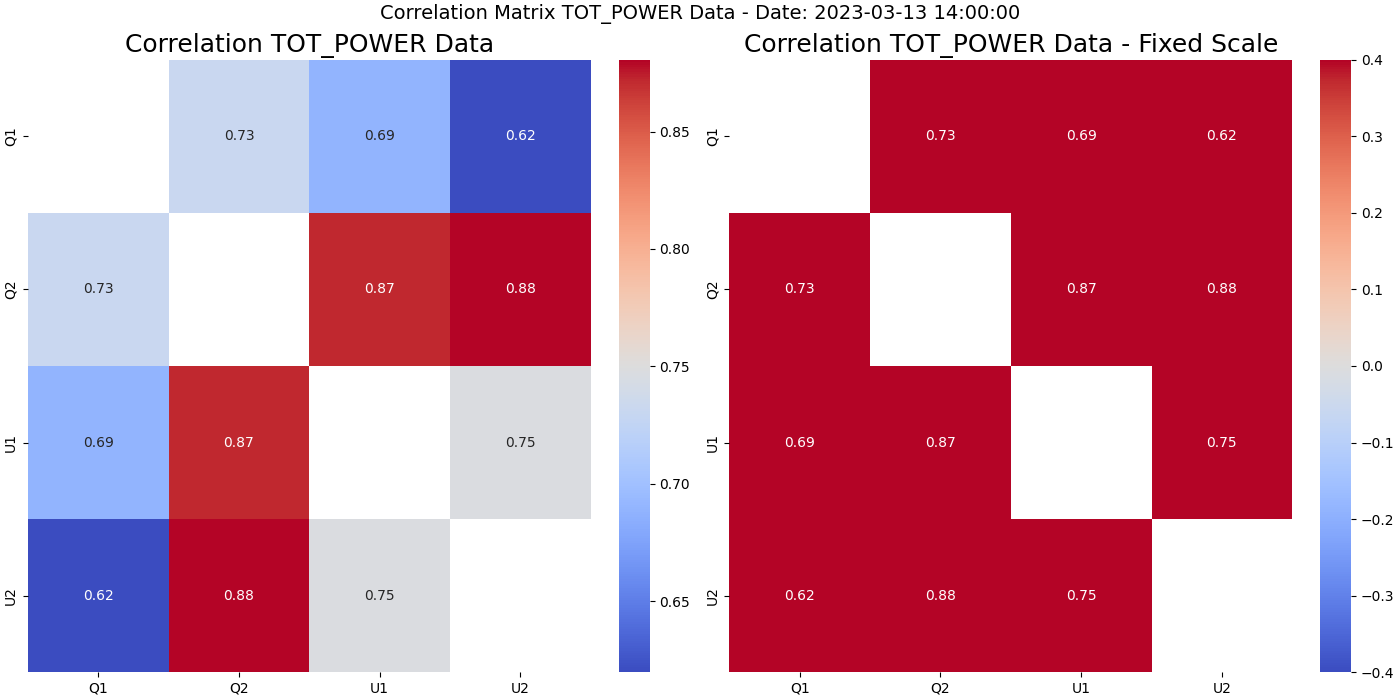 Correlation Matrix TOT_POWER Data - Date: 2023-03-13 14:00:00
Correlation TOT_POWER Data
Q1
0.73
0.69
0.62
Q2
0.73
0.87
0.88
U1
0.69
0.87
0.75
U2
0.62
0.88
0.75
Q1
Q2
U1
U2
0.85
0.80
0.75
0.70
0.65
Correlation TOT_POWER Data - Fixed Scale
Q1
0.73
0.69
0.62
Q2
0.73
0.87
0.88
U1
0.69
0.87
0.75
U2
0.62
0.88
0.75
Q1
Q2
U1
U2
0.4
0.3
0.2
0.1
0.0
−0.1
−0.2
−0.3
−0.4